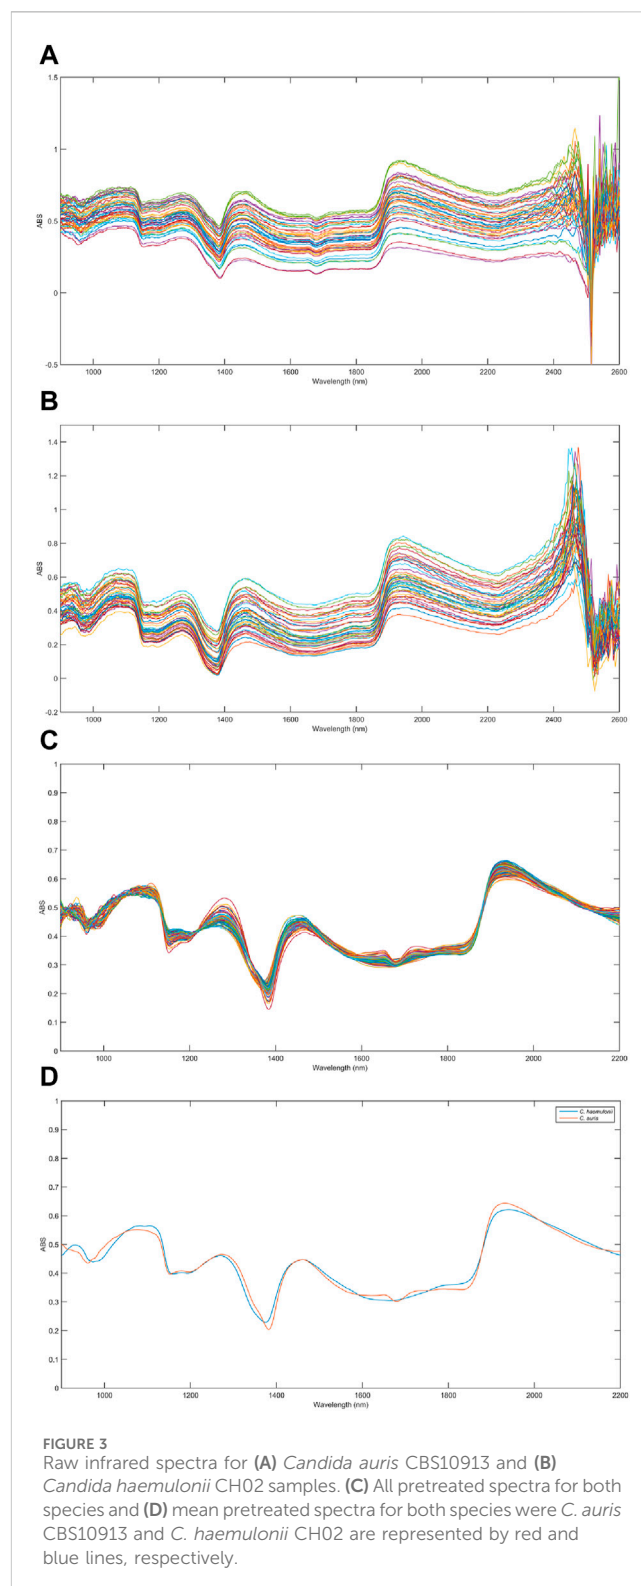 A
1.5
1
0.5
0
-0.5
ABS
1000 1200 1400 1600 1800 2000 2200 2400 2600
Wavelength (nm)
B
1.4
1.2
1
0.8
0.6
0.4
0.2
0
-0.2
ABS
1000 1200 1400 1600 1800 2000 2200 2400 2600
Wavelength (nm)
C
1
0.9
0.8
0.7
0.6
0.5
0.4
0.3
0.2
0.1
0
ABS
1000 1200 1400 1600 1800 2000 2200
Wavelength (nm)
D
C. haemulonii
C. auris
1
0.9
0.8
0.7
0.6
0.5
0.4
0.3
0.2
0.1
0
ABS
1000 1200 1400 1600 1800 2000 2200
Wavelength (nm)
FIGURE 3
Raw infrared spectra for (A) Candida auris CBS10913 and (B)
Candida haemulonii CH02 samples. (C) All pretreated spectra for both
species and (D) mean pretreated spectra for both species were C. auris
CBS10913 and C. haemulonii CH02 are represented by red and
blue lines, respectively.